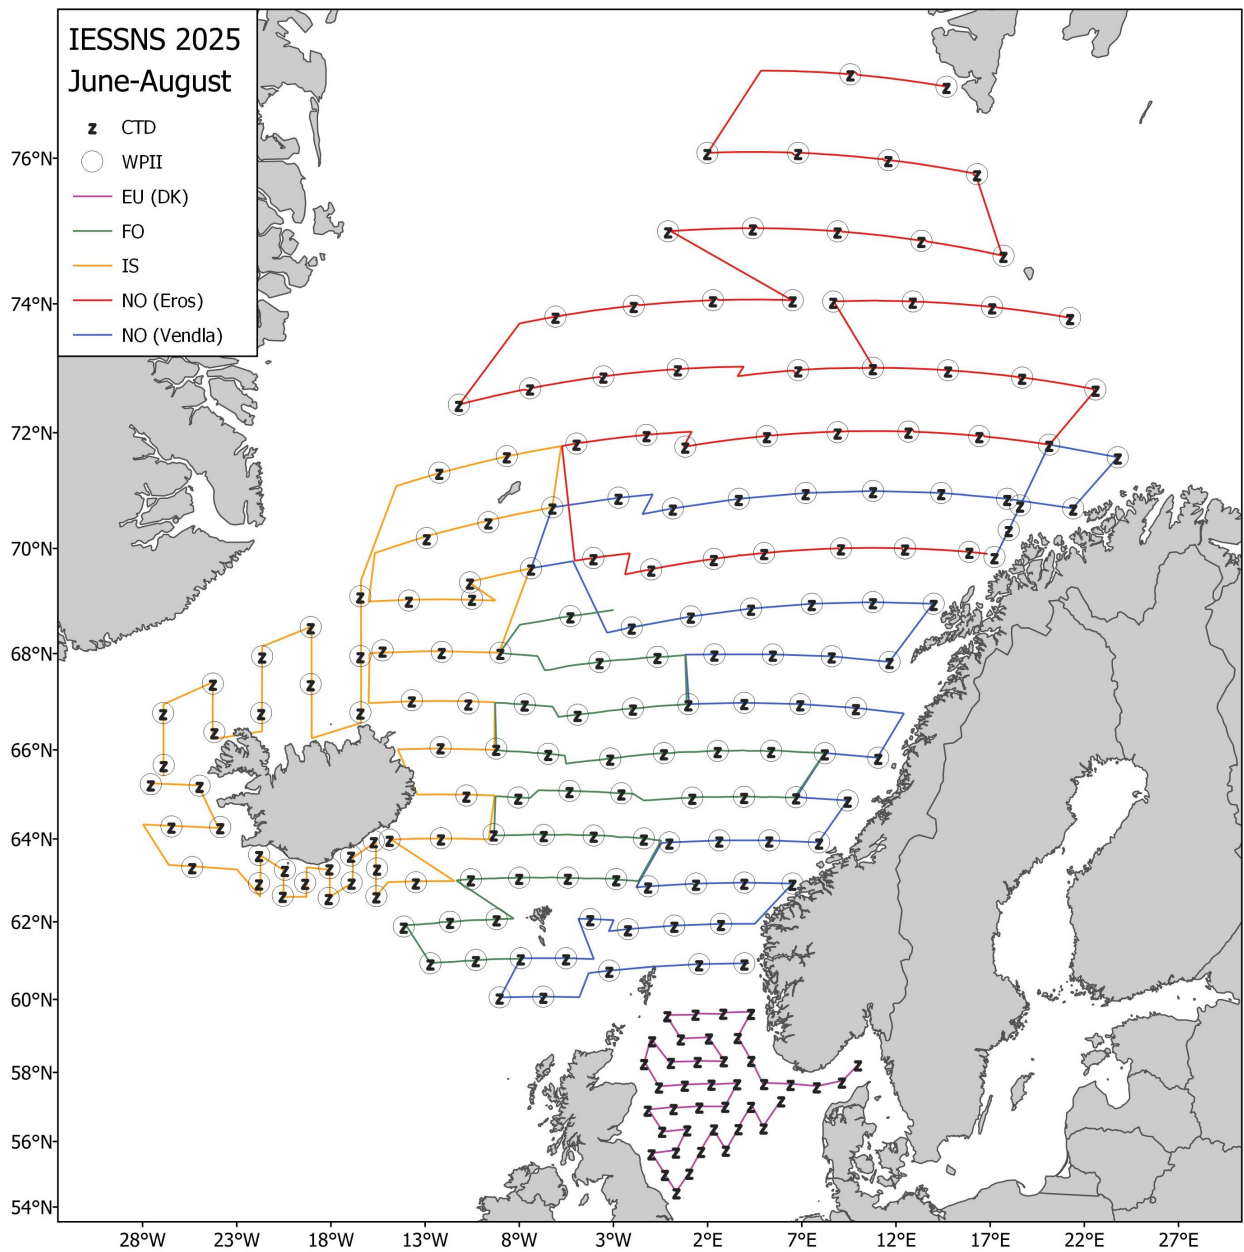 IESSNS 2025
June-August
z CTD
WPII
EU (DK)
FO
IS
NO (Eros)
NO (Vendla)
76°N
74°N
72°N
70°N
68°N
66°N
64°N
62°N
60°N
58°N
56°N
54°N
28°W 23°W 18°W 13°W 8°W 3°W 2°E 7°E 12°E 17°E 22°E 27°E